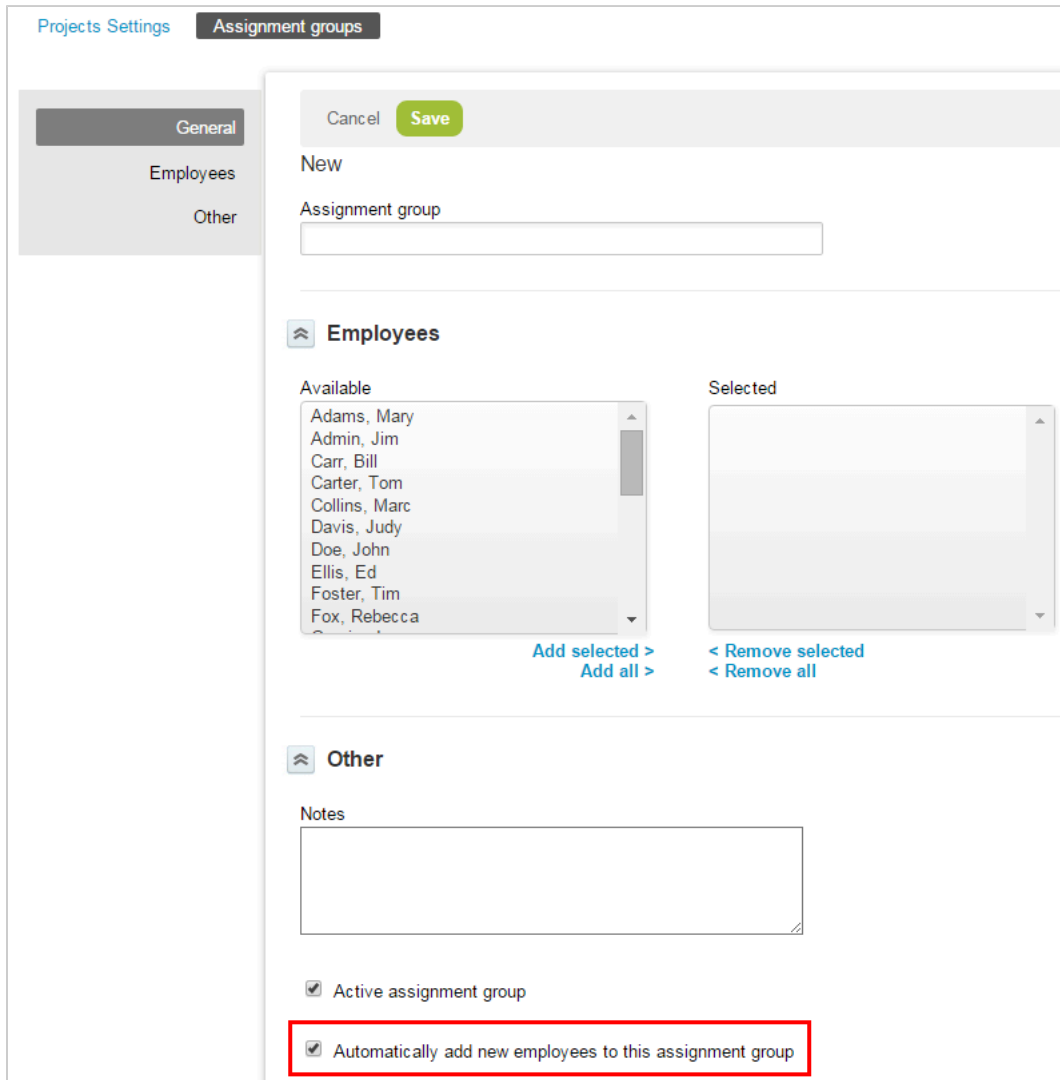 Projects Settings Assignment groups
General
Employees
Other
Cancel Save
New
Assignment group
Employees
Available Selected
Adams, Mary
Admin, Jim
Carr, Bill
Carter, Tom
Collins, Marc
Davis, Judy
Doe, John
Ellis, Ed
Foster, Tim
Fox, Rebecca
Add selected > < Remove selected
Add all > < Remove all
Other
Notes
Active assignment group
Automatically add new employees to this assignment group